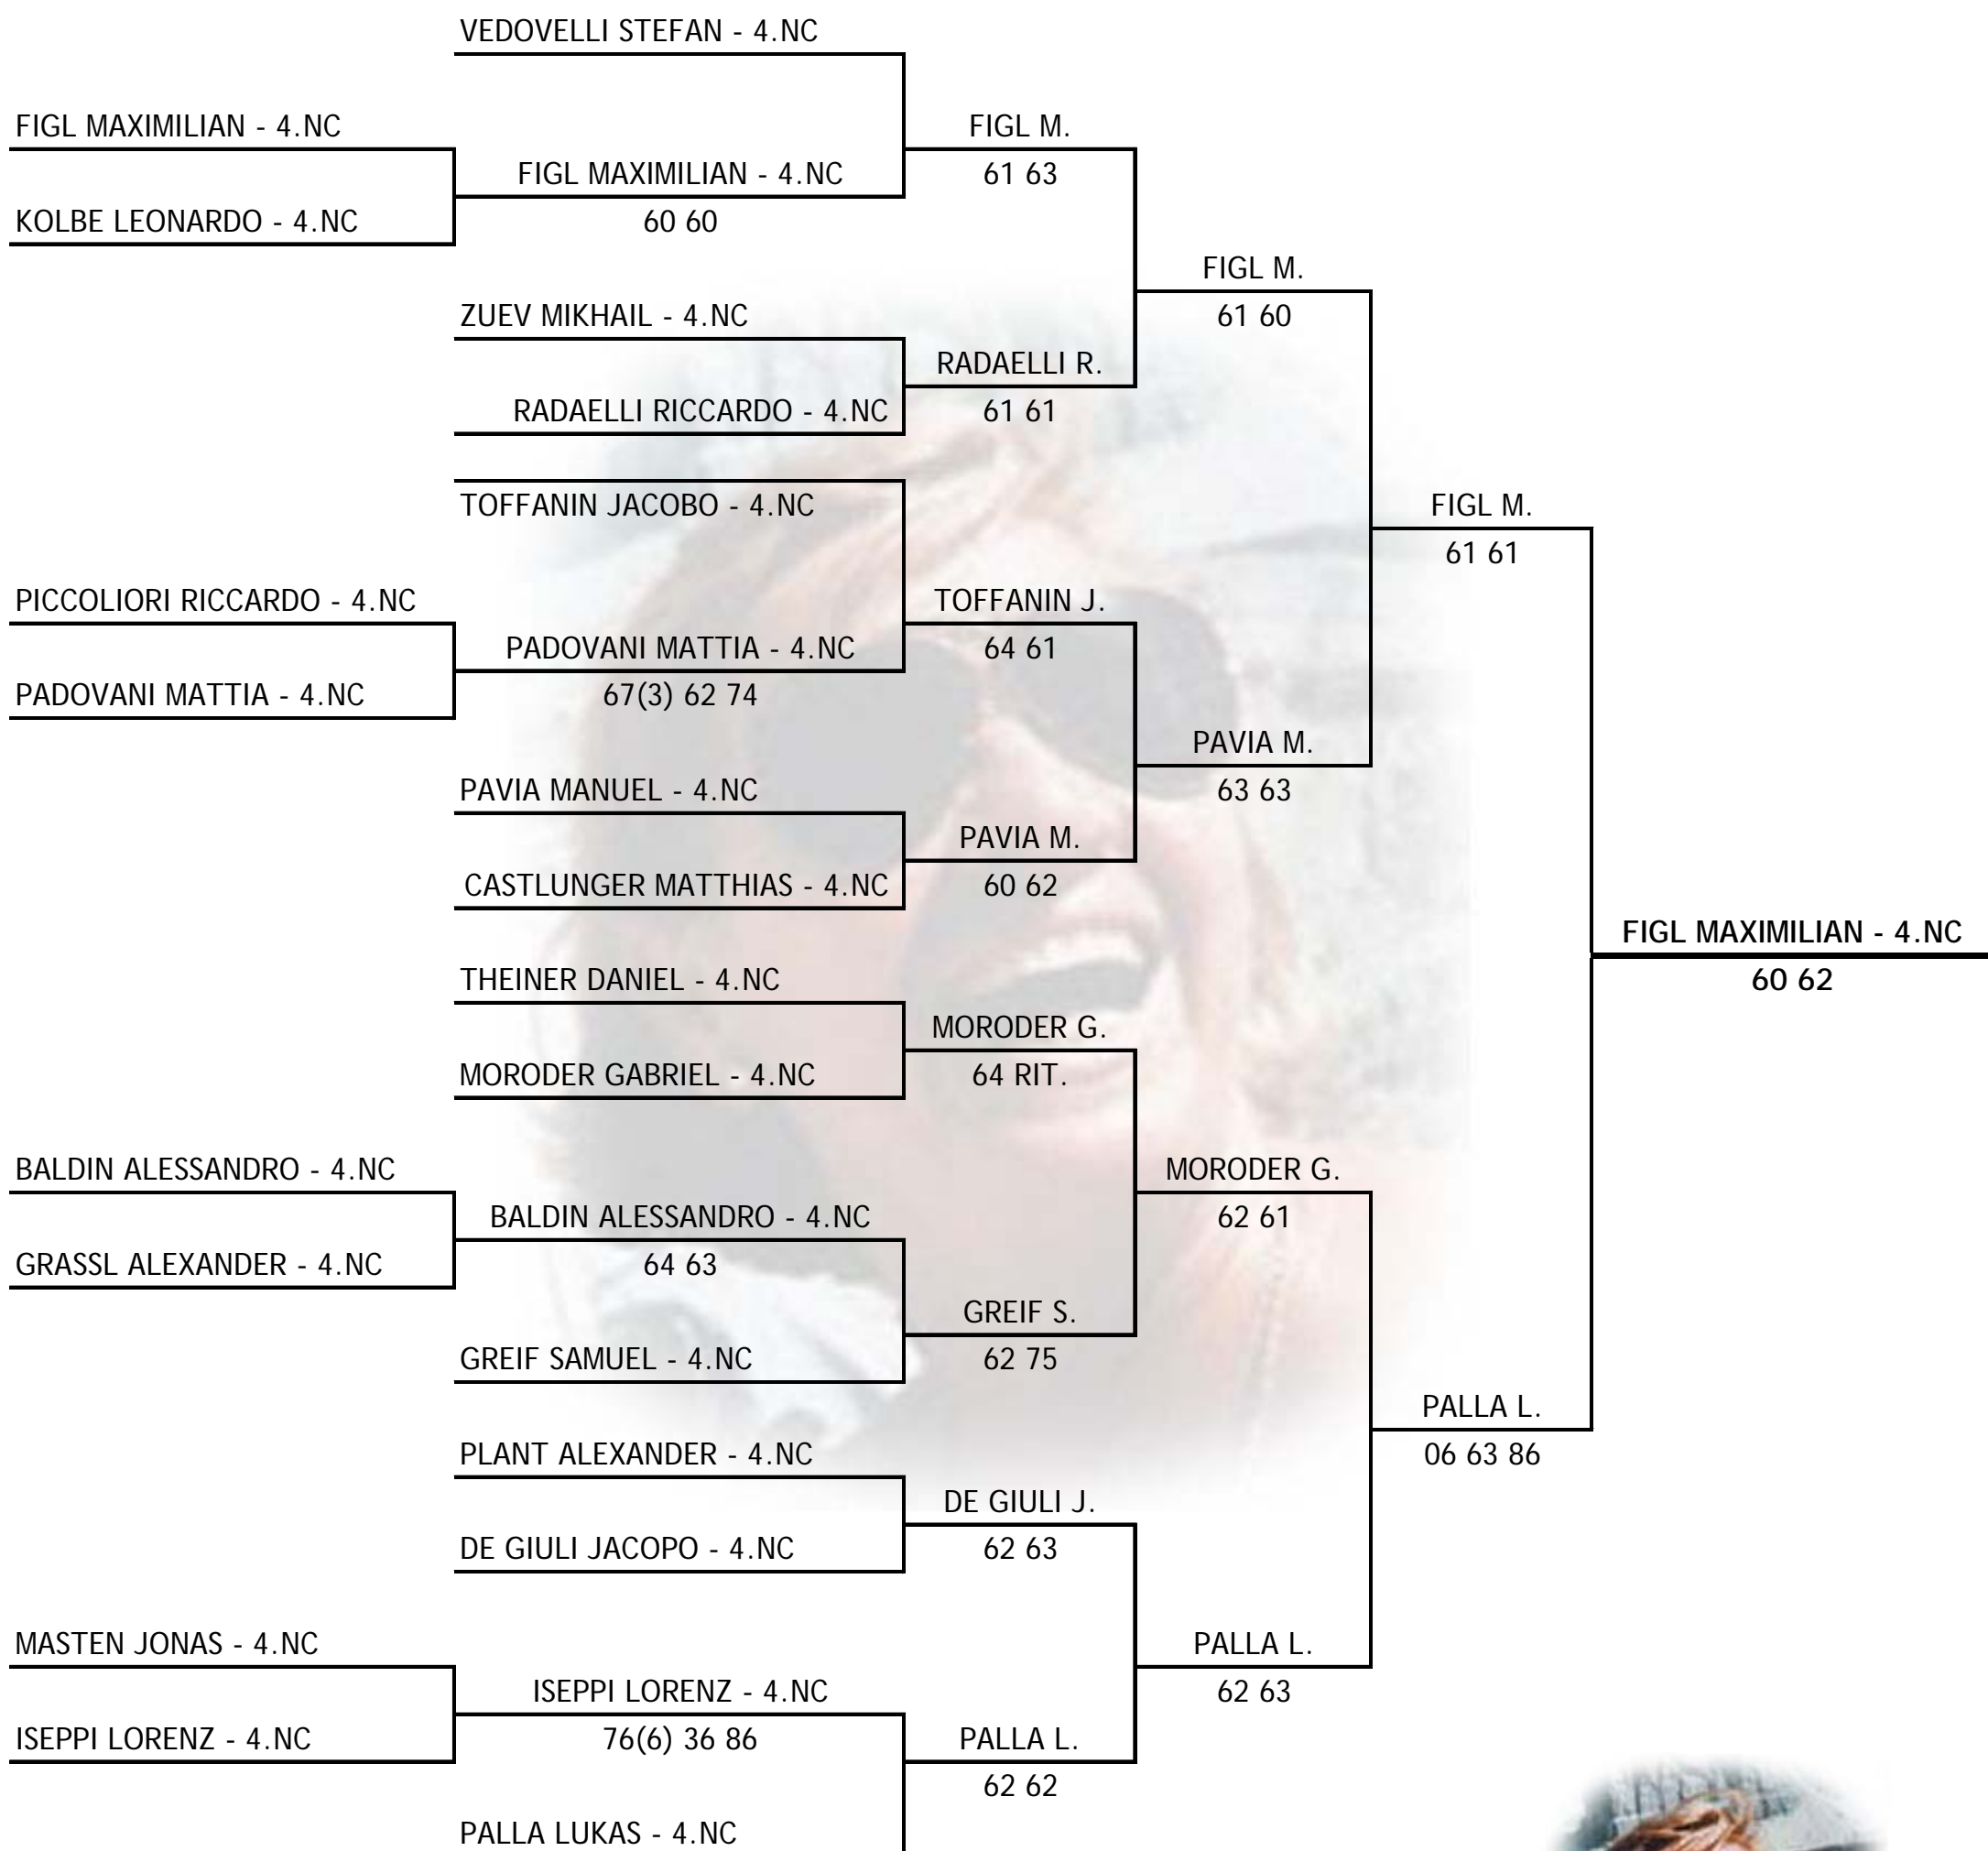 VEDOVELLI STEFAN - 4.NC
FIGL MAXIMILIAN - 4.NC
FIGL M.
FIGL MAXIMILIAN - 4.NC
61 63
KOLBE LEONARDO - 4.NC
60 60
FIGL M.
ZUEV MIKHAIL - 4.NC
61 60
RADAELLI R.
RADAELLI RICCARDO - 4.NC
61 61
TOFFANIN JACOBO - 4.NC
FIGL M.
61 61
PICCOLIORI RICCARDO - 4.NC
TOFFANIN J.
PADOVANI MATTIA - 4.NC
64 61
PADOVANI MATTIA - 4.NC
67(3) 62 74
PAVIA M.
PAVIA MANUEL - 4.NC
63 63
PAVIA M.
CASTLUNGER MATTHIAS - 4.NC
60 62
FIGL MAXIMILIAN - 4.NC
60 62
THEINER DANIEL - 4.NC
MORODER G.
MORODER GABRIEL - 4.NC
64 RIT.
BALDIN ALESSANDRO - 4.NC
MORODER G.
BALDIN ALESSANDRO - 4.NC
62 61
GRASSL ALEXANDER - 4.NC
64 63
GREIF S.
GREIF SAMUEL - 4.NC
62 75
PALLA L.
06 63 86
PLANT ALEXANDER - 4.NC
DE GIULI J.
DE GIULI JACOPO - 4.NC
62 63
MASTEN JONAS - 4.NC
PALLA L.
ISEPPI LORENZ - 4.NC
62 63
ISEPPI LORENZ - 4.NC
76(6) 36 86
PALLA L.
62 62
PALLA LUKAS - 4.NC